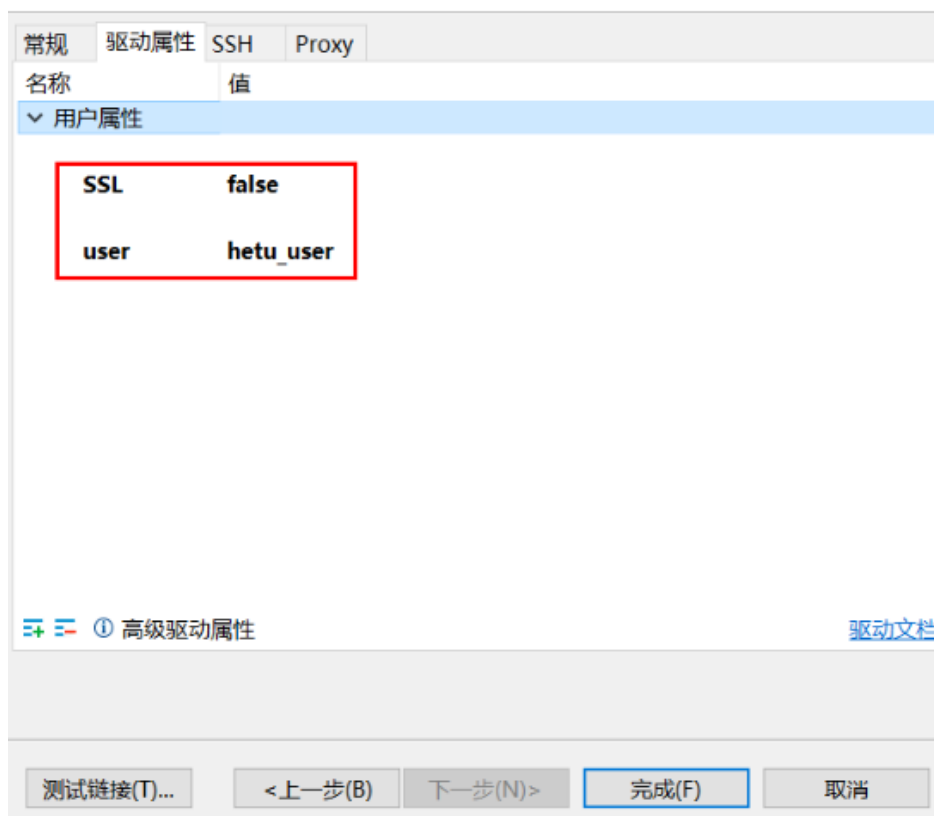 常规 驱动属性 SSH Proxy
名称 值
用户属性
SSL false
user hetu_user
高级驱动属性 驱动文档
测试链接(T)... <上一步(B) 下一步(N)> 完成(F) 取消